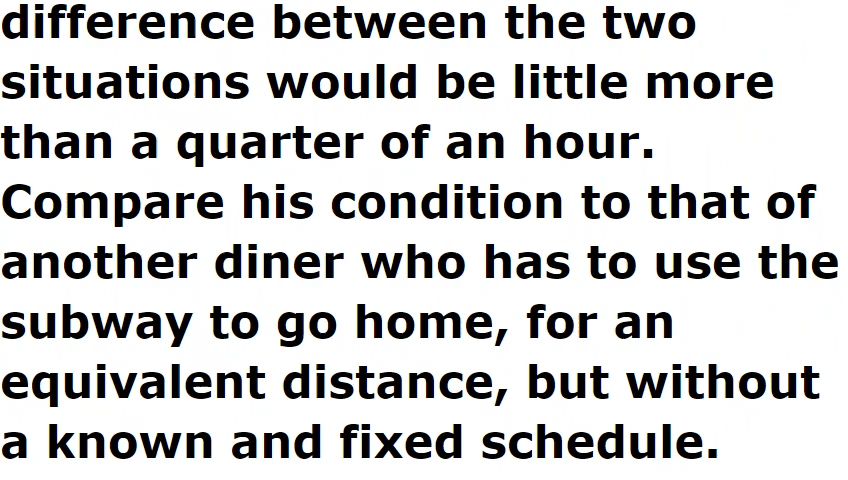 difference between the two
situations would be little more
than a quarter of an hour.
Compare his condition to that of
another diner who has to use the
subway to go home, for an
equivalent distance, but without
a known and fixed schedule.